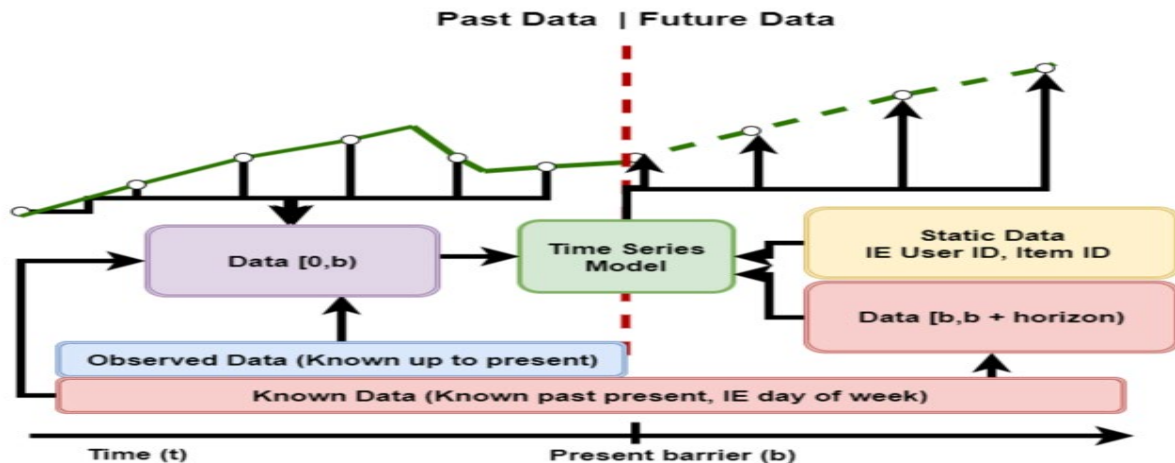 Past Data | Future Data
Data [0,b)
Time Series
Model
Static Data
IE User ID, Item ID
Data [b,b + horizon)
Observed Data (Known up to present)
Known Data (Known past present, IE day of week)
Time (t)
Present barrier (b)